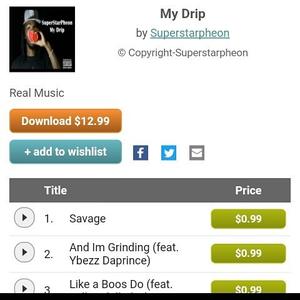 SuperStarPheon
My Drip
My Drip
by Superstarpheon
© Copyright-Superstarpheon
Real Music
Download $12.99
+ add to wishlist
Title Price
1. Savage $0.99
2. And Im Grinding (feat. Ybezz Daprince) $0.99
3. Like a Boos Do (feat. $0.99